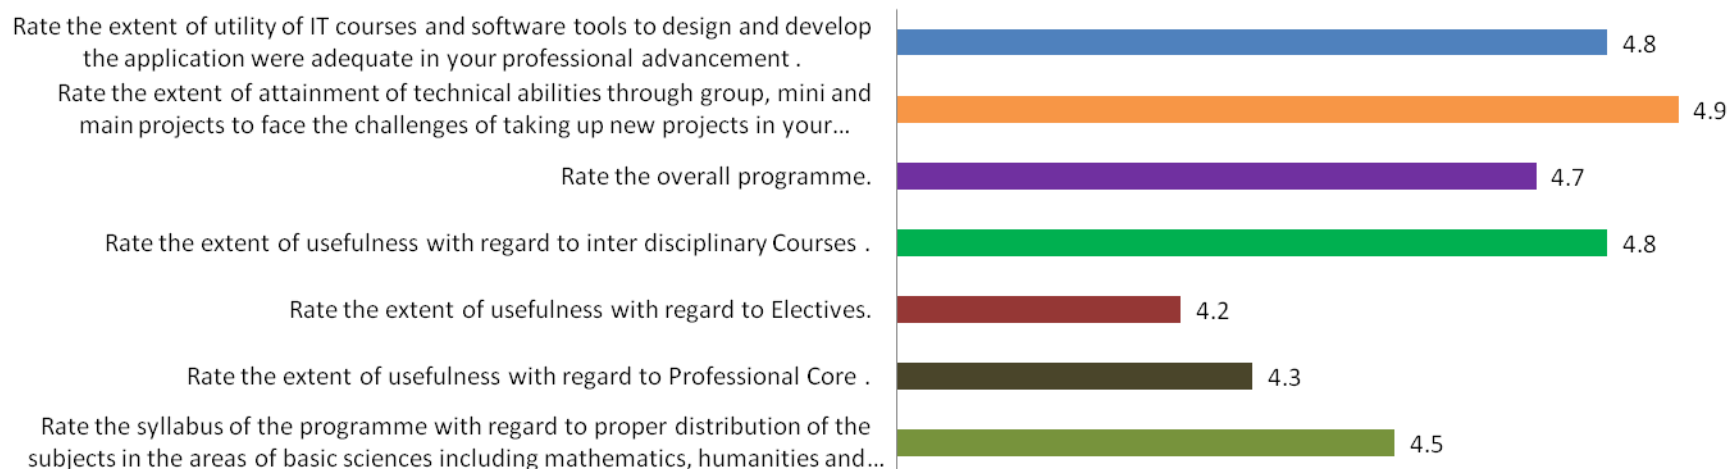 Rate the extent of utility of IT courses and software tools to design and develop
the application were adequate in your professional advancement .
4.8
Rate the extent of attainment of technical abilities through group, mini and
main projects to face the challenges of taking up new projects in your...
4.9
Rate the overall programme.
4.7
Rate the extent of usefulness with regard to inter disciplinary Courses .
4.8
Rate the extent of usefulness with regard to Electives.
4.2
Rate the extent of usefulness with regard to Professional Core .
4.3
Rate the syllabus of the programme with regard to proper distribution of the
subjects in the areas of basic sciences including mathematics, humanities and...
4.5